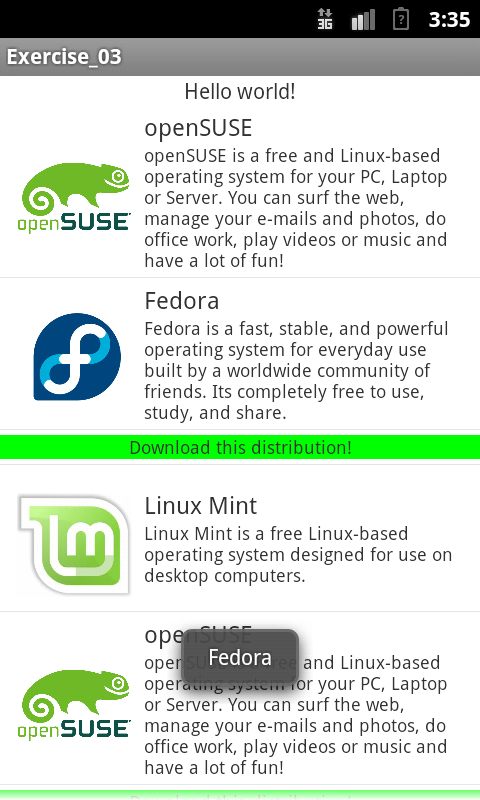 3G
3:35
Exercise_03
Hello world!
openSUSE
openSUSE is a free and Linux-based
operating system for your PC, Laptop
or Server. You can surf the web,
manage your e-mails and photos, do
office work, play videos or music and
have a lot of fun!
openSUSE
Fedora
Fedora is a fast, stable, and powerful
operating system for everyday use
built by a worldwide community of
friends. Its completely free to use,
study, and share.
Download this distribution!
Linux Mint
Linux Mint is a free Linux-based
operating system designed for use on
desktop computers.
openSUSE
Fedora
openSUSE is a free and Linux-based
operating system for your PC, Laptop
or Server. You can surf the web,
manage your e-mails and photos, do
office work, play videos or music and
have a lot of fun!
openSUSE
Download this distribution!